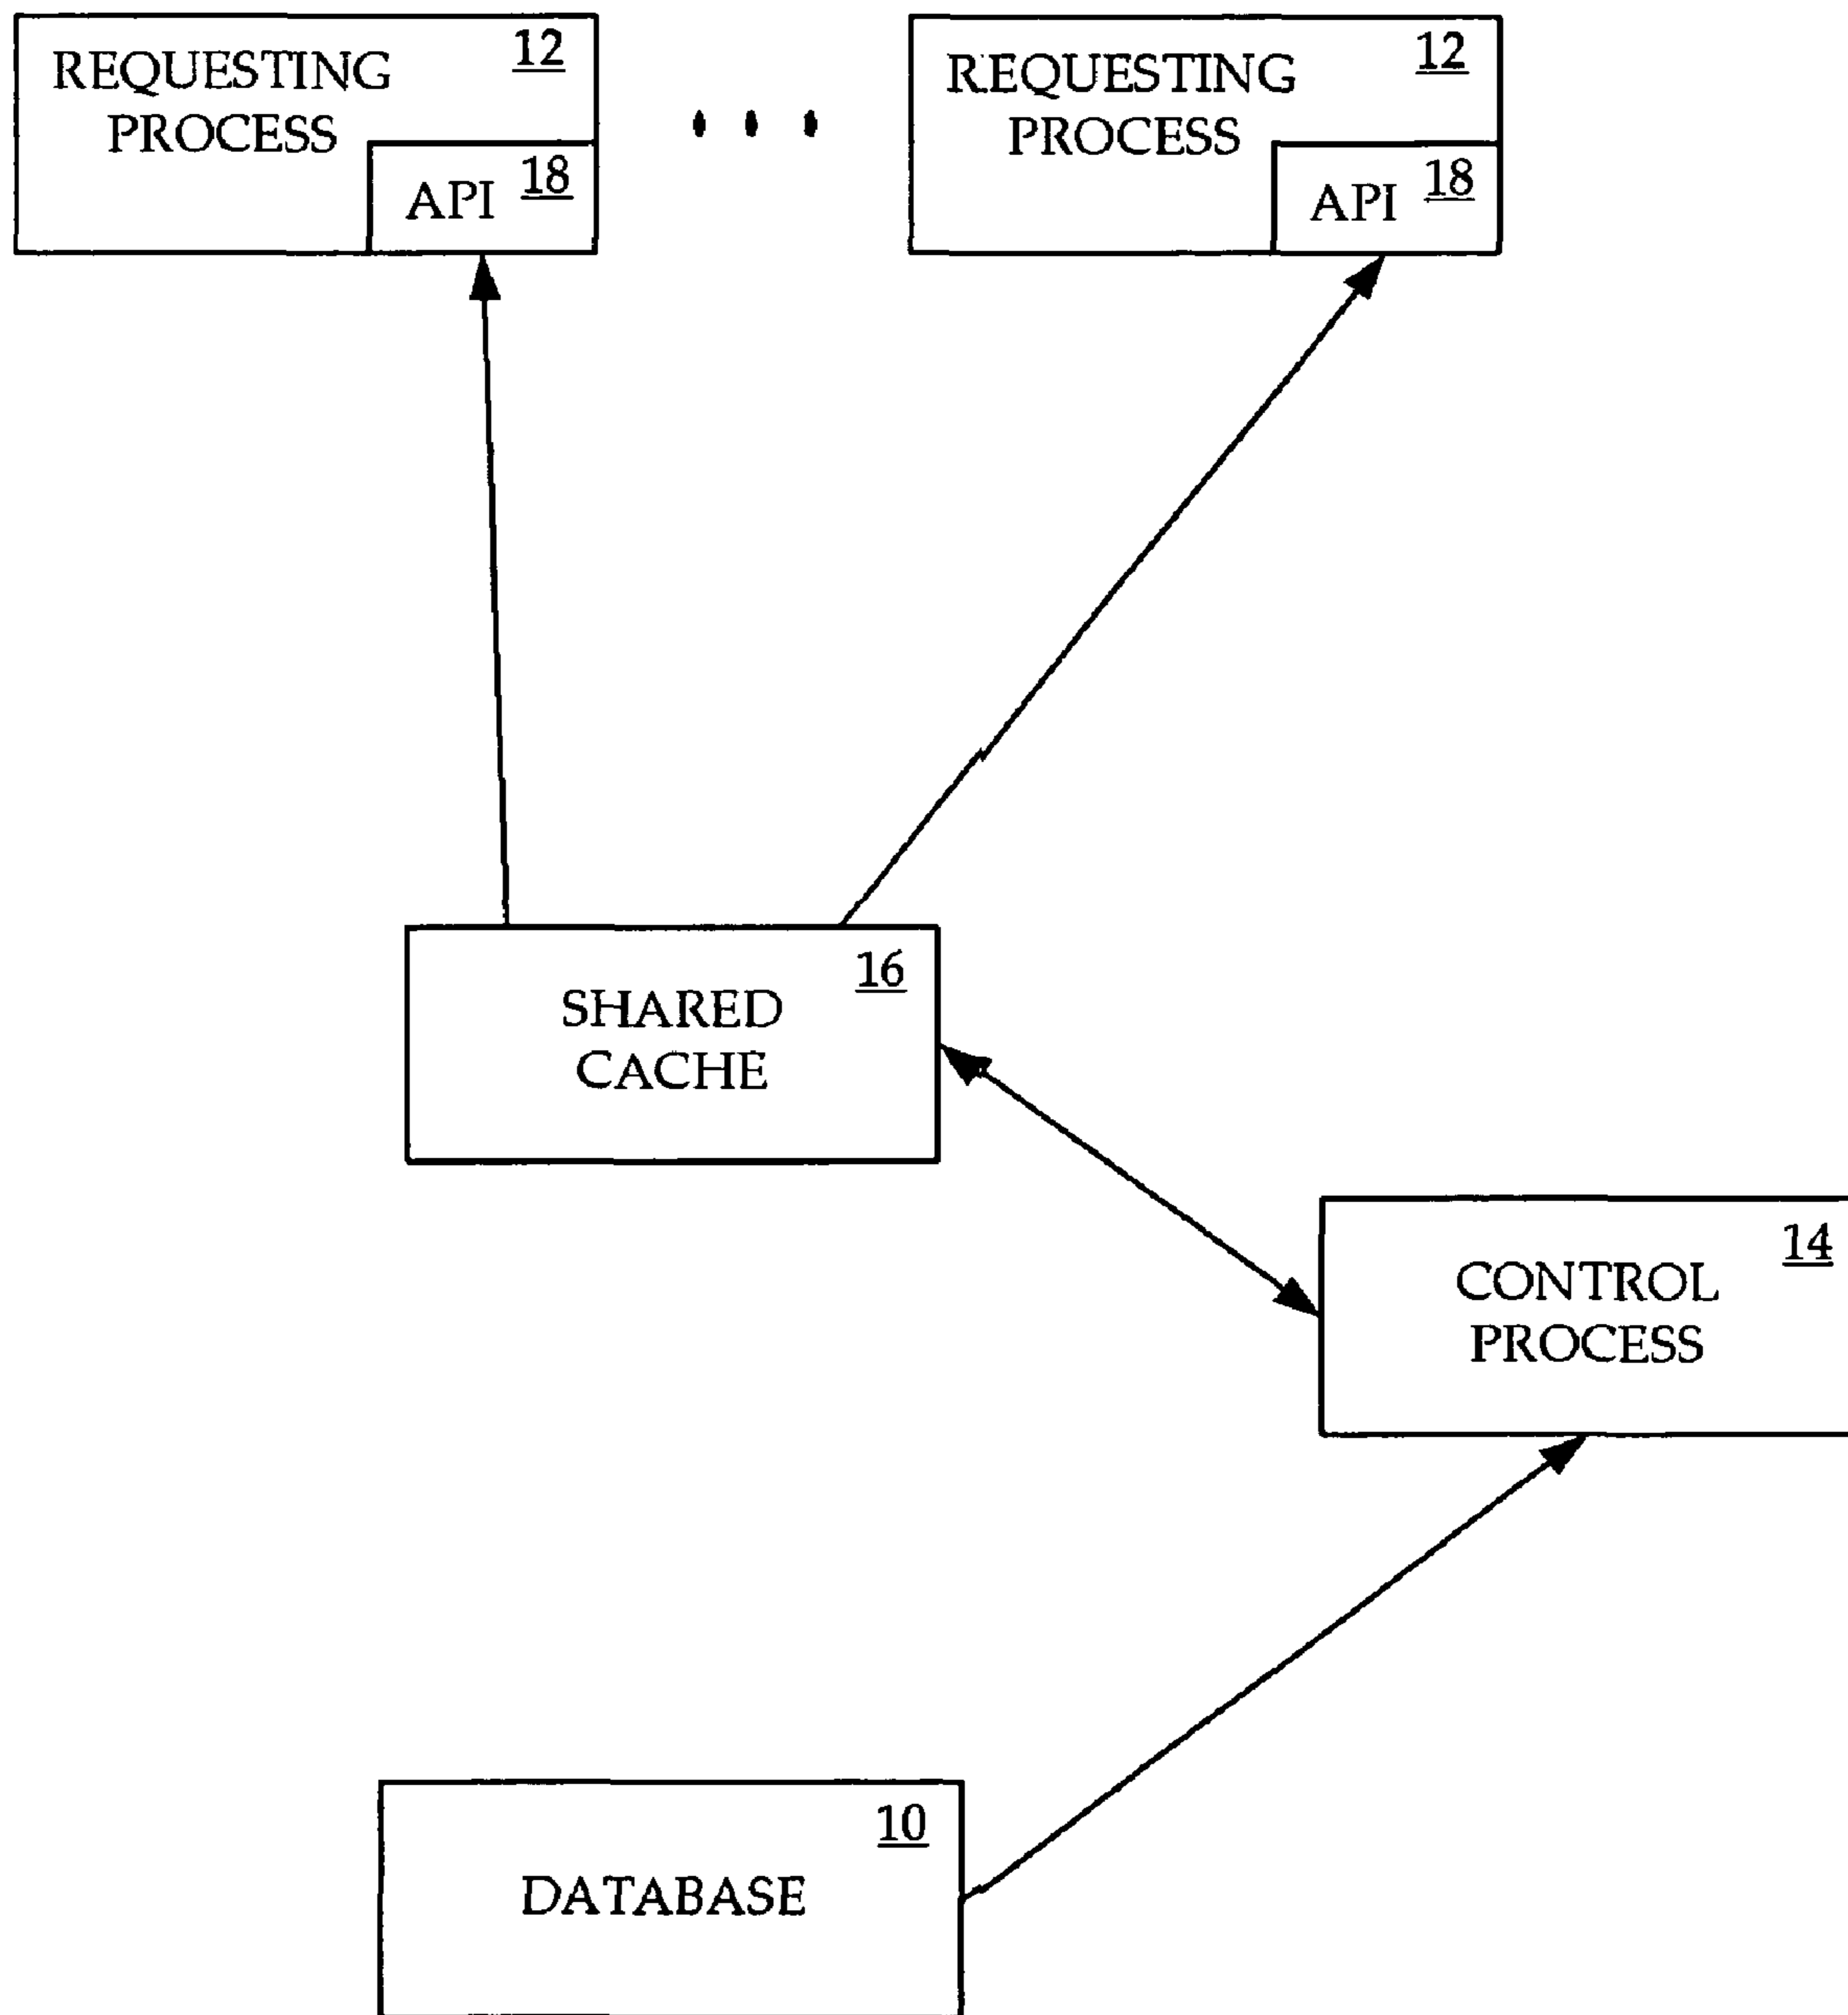 REQUESTING 12
PROCESS
API 18
REQUESTING 12
PROCESS
API 18
16
SHARED
CACHE
14
CONTROL
PROCESS
10
DATABASE